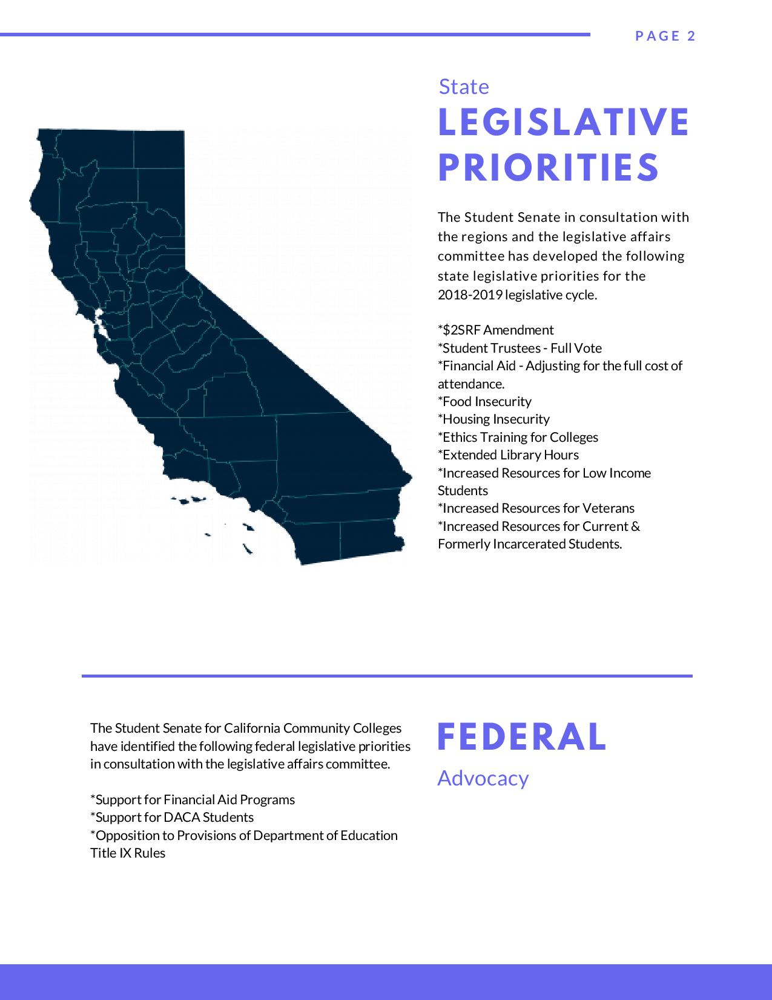 PAGE 2
State
LEGISLATIVE
PRIORITIES
The Student Senate in consultation with
the regions and the legislative affairs
committee has developed the following
state legislative priorities for the
2018-2019 legislative cycle.
*$2SRF Amendment
*Student Trustees - Full Vote
*Financial Aid - Adjusting for the full cost of
attendance.
*Food Insecurity
*Housing Insecurity
*Ethics Training for Colleges
*Extended Library Hours
*Increased Resources for Low Income
Students
*Increased Resources for Veterans
*Increased Resources for Current &
Formerly Incarcerated Students.
FEDERAL
Advocacy
The Student Senate for California Community Colleges
have identified the following federal legislative priorities
in consultation with the legislative affairs committee.
*Support for Financial Aid Programs
*Support for DACA Students
*Opposition to Provisions of Department of Education
Title IX Rules